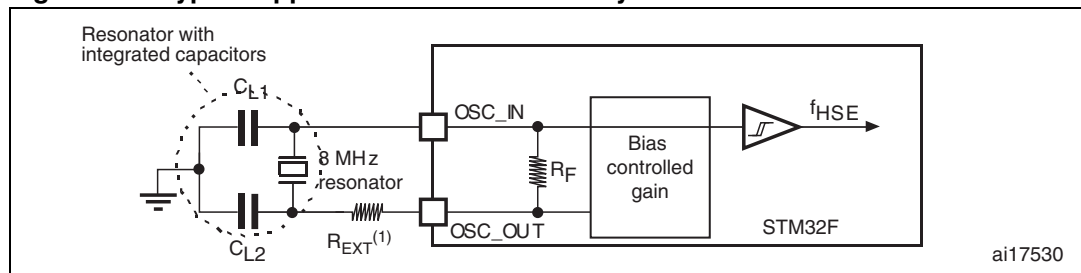 Resonator with
integrated capacitors
CL1
OSC_IN
fHSE
8 MHz
resonator
RF
Bias
controlled
gain
REXT(1)
OSC_OUT
STM32F
CL2
ai17530